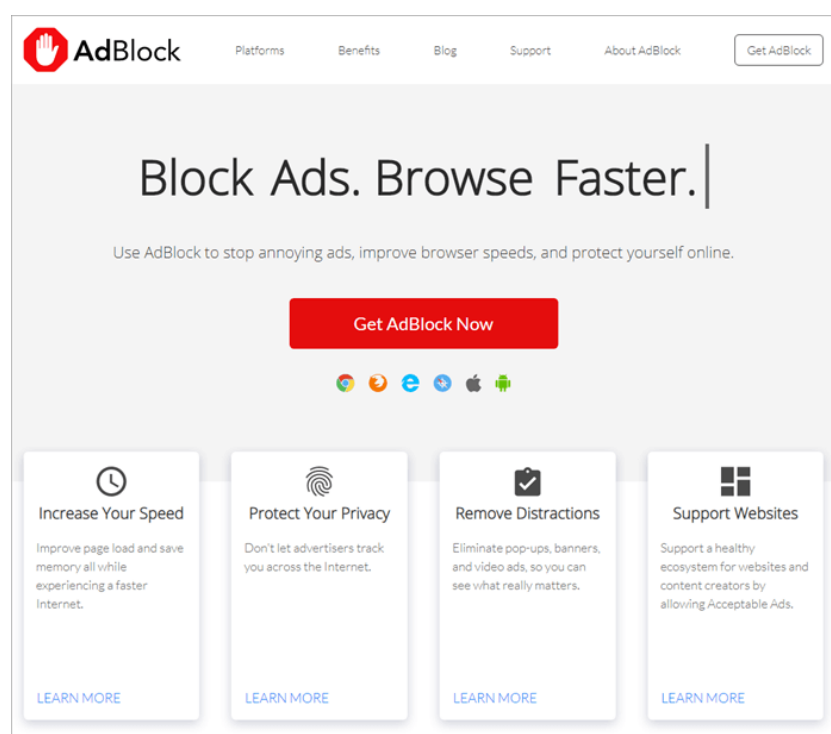 AdBlock
Platforms
Benefits
Blog
Support
About AdBlock
Get AdBlock
Block Ads. Browse Faster.
Use AdBlock to stop annoying ads, improve browser speeds, and protect yourself online.
Get AdBlock Now
Increase Your Speed
Improve page load and save
memory all while
experiencing a faster
Internet.
LEARN MORE
Protect Your Privacy
Don't let advertisers track
you across the Internet.
LEARN MORE
Remove Distractions
Eliminate pop-ups, banners,
and video ads, so you can
see what really matters.
LEARN MORE
Support Websites
Support a healthy
ecosystem for websites and
content creators by
allowing Acceptable Ads.
LEARN MORE